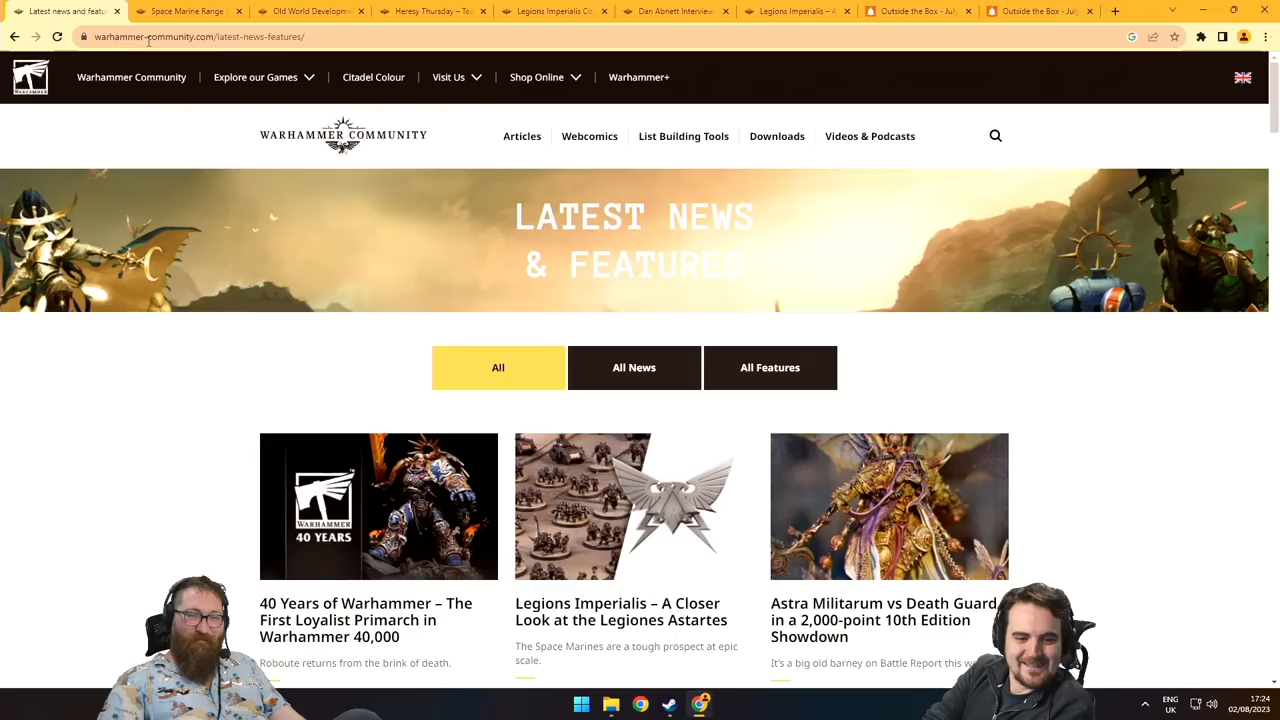 Latest news and featur
Space Marine Range
Old World Developme
Heresy Thursday – Tea
Legions Imperialis Co
Dan Abnett Interview
Legions Imperialis – A
Outside the Box - July
Outside the Box - July
warhammer-community.com/latest-news-features/
WARHAMMER
Warhammer Community
Explore our Games
Citadel Colour
Visit Us
Shop Online
Warhammer+
WARHAMMER COMMUNITY
Articles
Webcomics
List Building Tools
Downloads
Videos & Podcasts
LATEST NEWS
& FEATURES
All
All News
All Features
WARHAMMER
40 YEARS
40 Years of Warhammer – The
First Loyalist Primarch in
Warhammer 40,000
Roboute returns from the brink of death.
Legions Imperialis – A Closer
Look at the Legiones Astartes
The Space Marines are a tough prospect at epic
scale.
Astra Militarum vs Death Guard
in a 2,000-point 10th Edition
Showdown
It's a big old barney on Battle Report this we
ENG
UK
17:24
02/08/2023